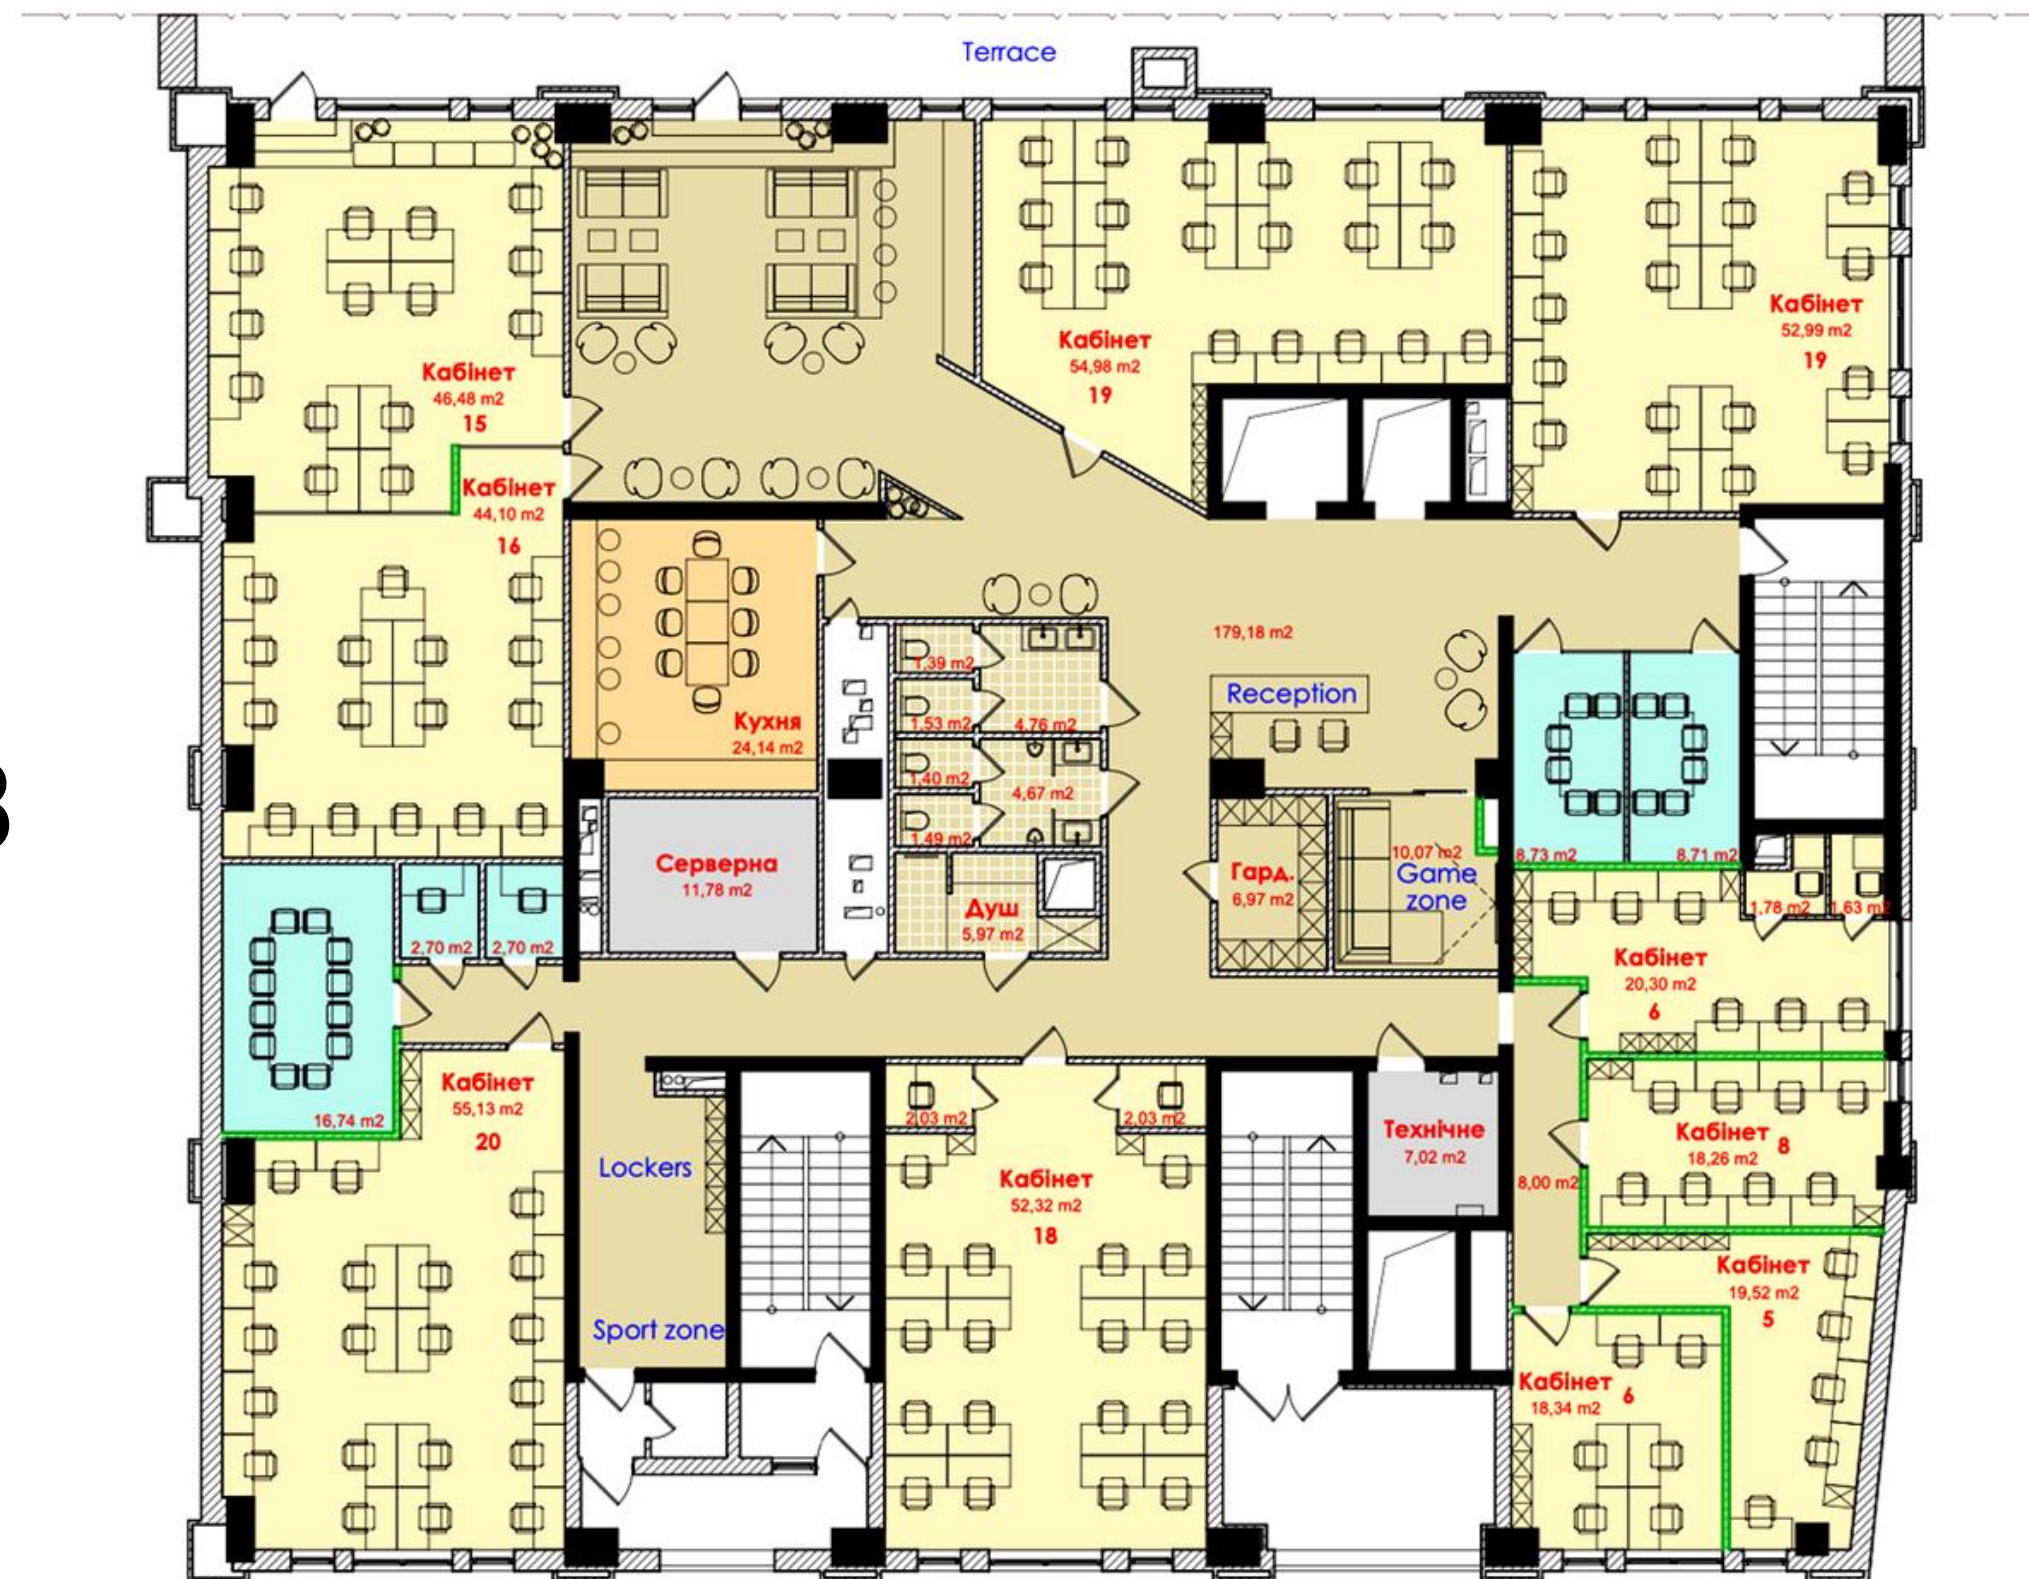 Terrace
Кабінет
46,48 m2
15
Кабінет
54,98 m2
19
Кабінет
52,99 m2
19
Кабінет
44,10 m2
16
179,18 m2
Reception
Кухня
24,14 m2
1,39 m2
1,53 m2
4,76 m2
1,40 m2
4,67 m2
1,49 m2
Серверна
11,78 m2
Душ
5,97 m2
Гард.
6,97 m2
10,07 m2
Game
zone
8,73 m2
8,71 m2
1,78 m2
1,63 m2
2,70 m2
2,70 m2
16,74 m2
Кабінет
20,30 m2
6
Кабінет
55,13 m2
20
Lockers
Sport zone
2,03 m2
2,03 m2
Кабінет
52,32 m2
18
Технічне
7,02 m2
8,00 m2
Кабінет 8
18,26 m2
Кабінет
19,52 m2
5
Кабінет 6
18,34 m2